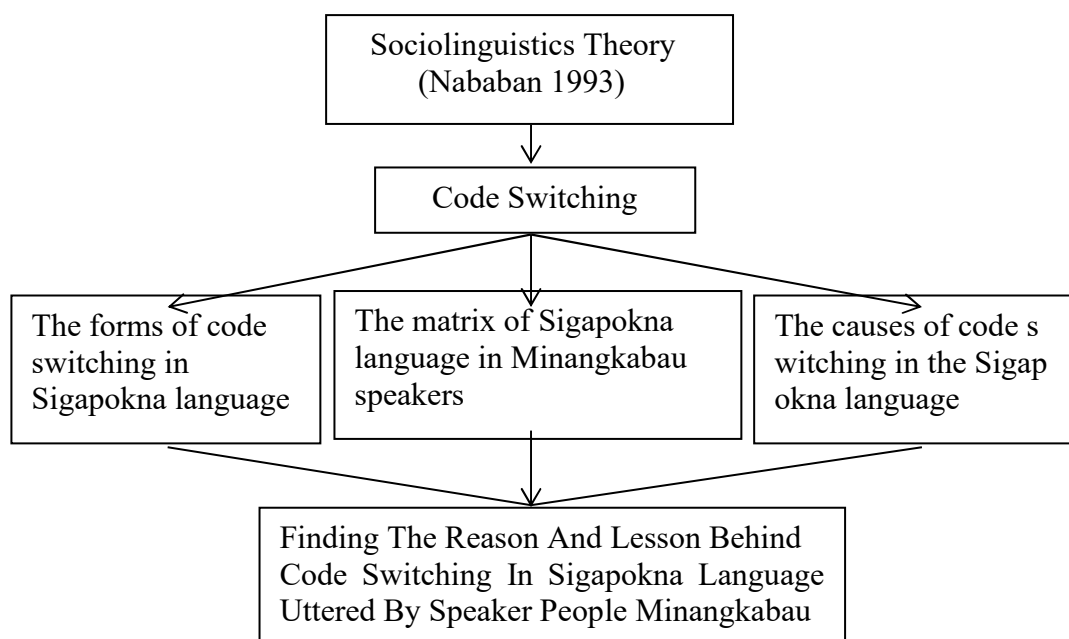 Sociolinguistics Theory
(Nababan 1993)
Code Switching
The forms of code
switching in
Sigapokna language
The matrix of Sigapokna
language in Minangkabau
speakers
The causes of code s
witching in the Sigap
okna language
Finding The Reason And Lesson Behind
Code Switching In Sigapokna Language
Uttered By Speaker People Minangkabau